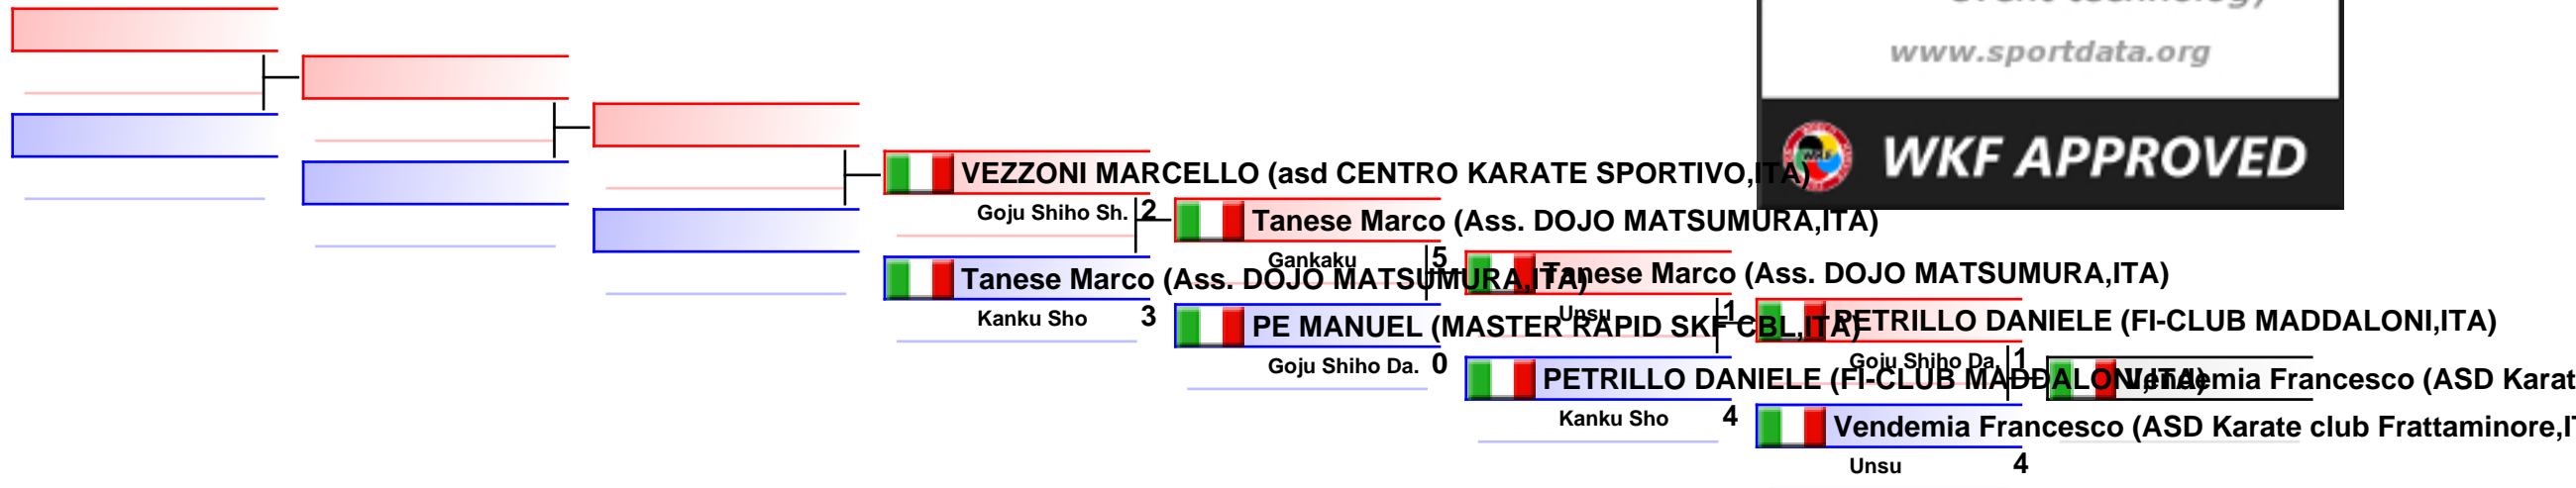 www.sportdata.org
WKF APPROVED
VEZZONI MARCELLO (asd CENTRO KARATE SPORTIVO,ITA)
Goju Shiho Sh. 2
Tanese Marco (Ass. DOJO MATSUMURA,ITA)
Gankaku 5
Tanese Marco (Ass. DOJO MATSUMURA,ITA)
Tanese Marco (Ass. DOJO MATSUMURA,ITA)
Kanku Sho 3
Unsu 1
PE MANUEL (MASTER RAPID SKF CBL,ITA)
PETRILLO DANIELE (FI-CLUB MADDALONI,ITA)
Goju Shiho Da. 0
Goju Shiho Da. 1
PETRILLO DANIELE (FI-CLUB MADDALONI,ITA)
Vendemia Francesco (ASD Karat
Kanku Sho 4
Vendemia Francesco (ASD Karate club Frattaminore,IT
Unsu 4